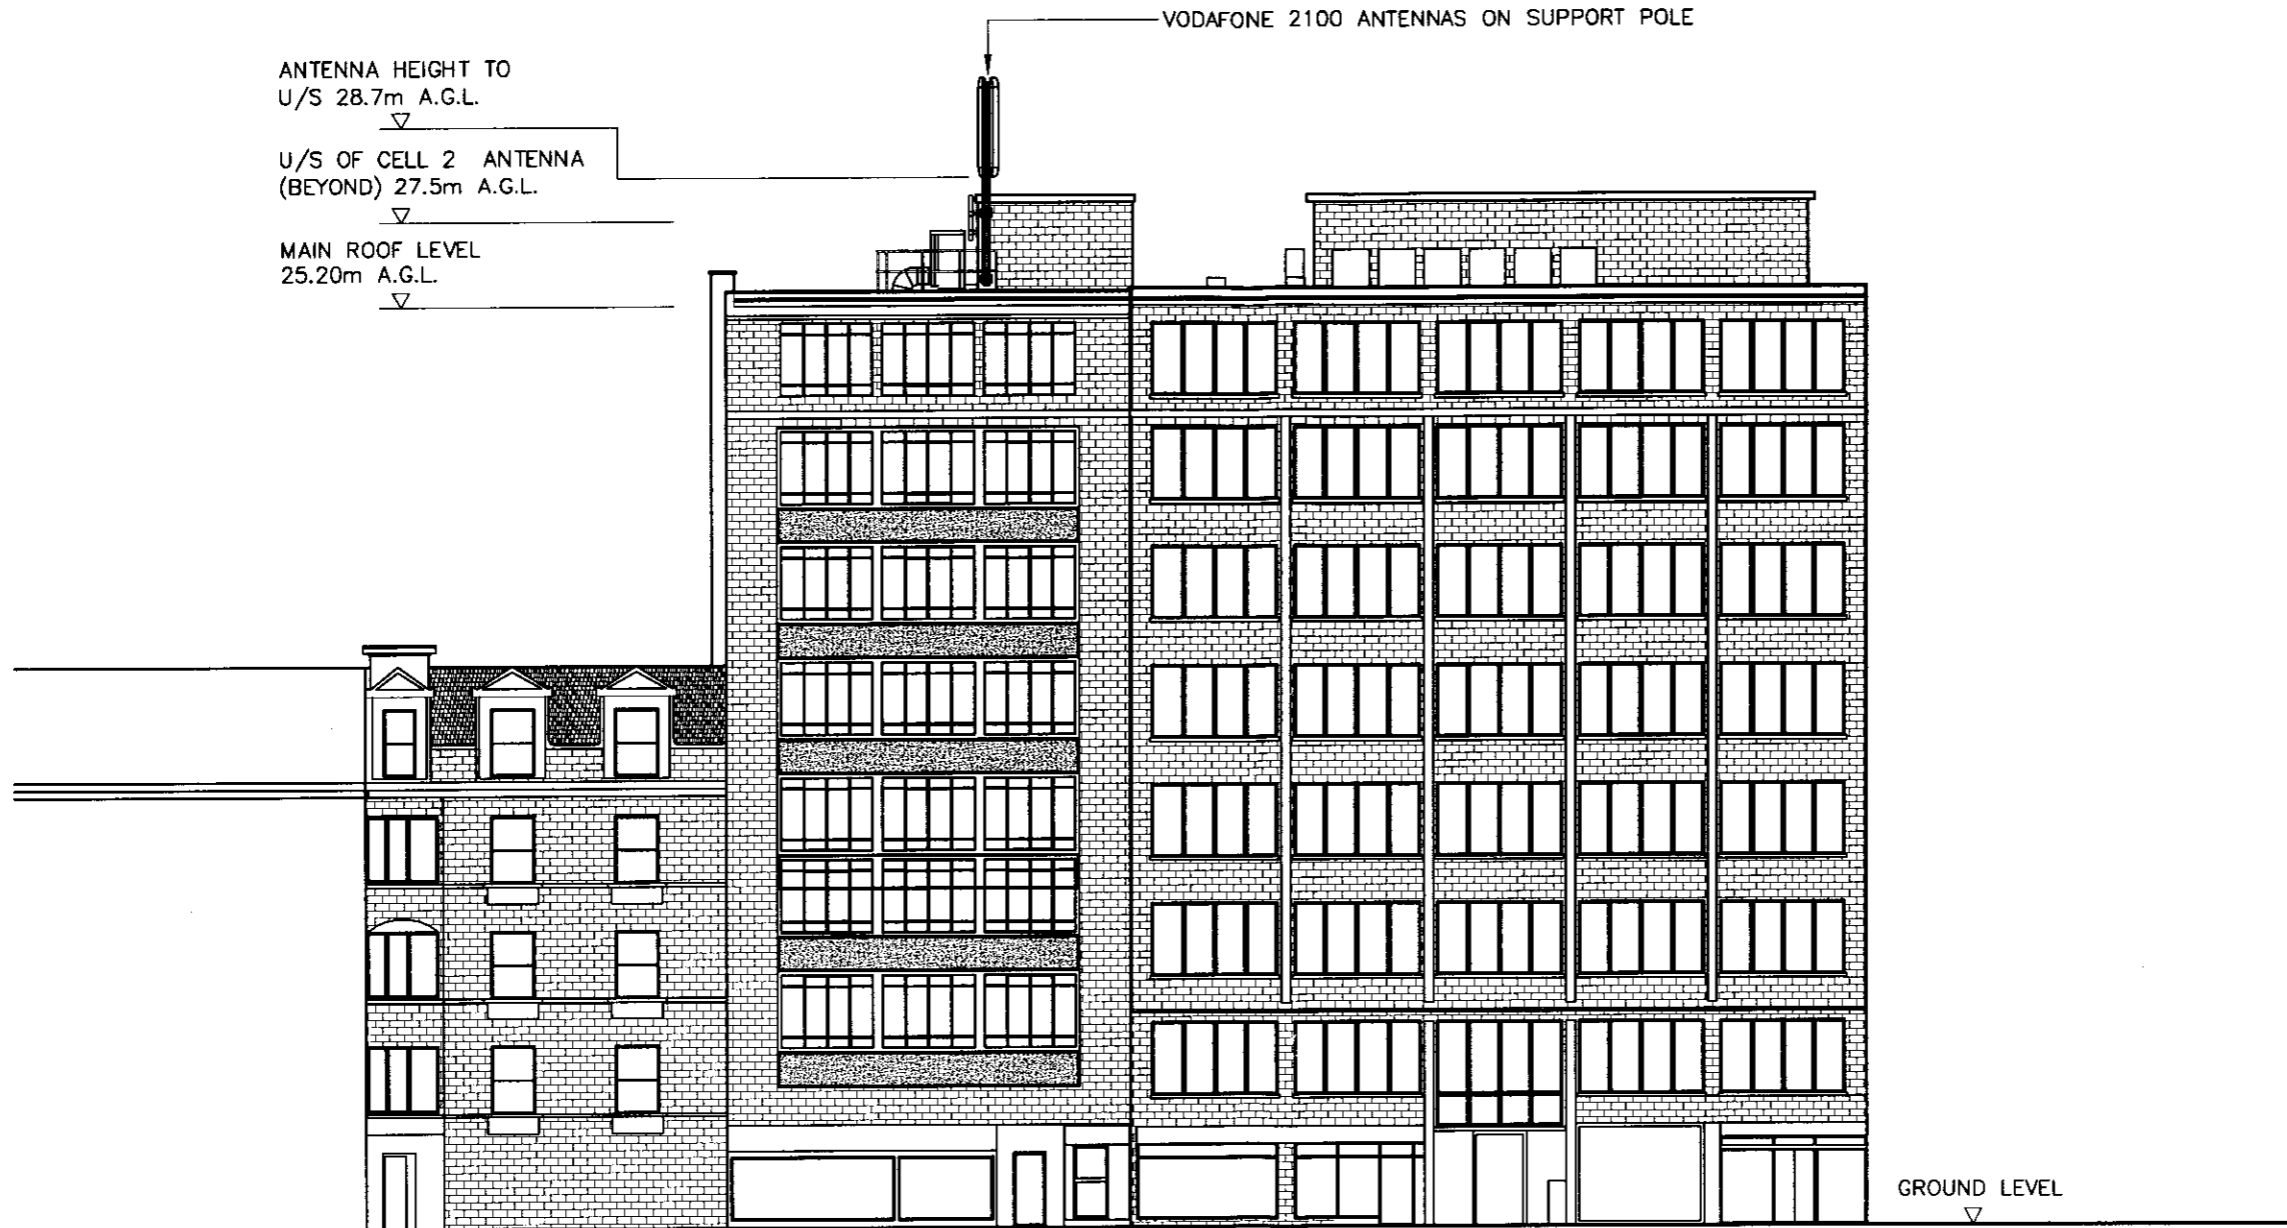 VODAFONE 2100 ANTENNAS ON SUPPORT POLE
ANTENNA HEIGHT TO
U/S 28.7m A.G.L.
U/S OF CELL 2 ANTENNA
(BEYOND) 27.5m A.G.L.
MAIN ROOF LEVEL
25.20m A.G.L.
GROUND LEVEL